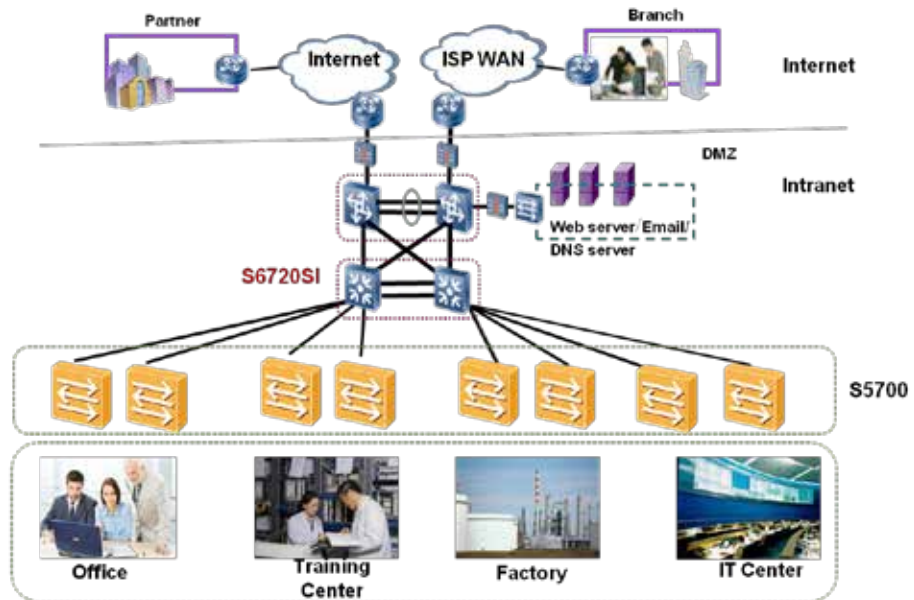 Partner
Branch
Internet
ISP WAN
Internet
DMZ
Intranet
Web server/Email/
DNS server
S6720SI
S5700
Office
Training
Center
Factory
IT Center